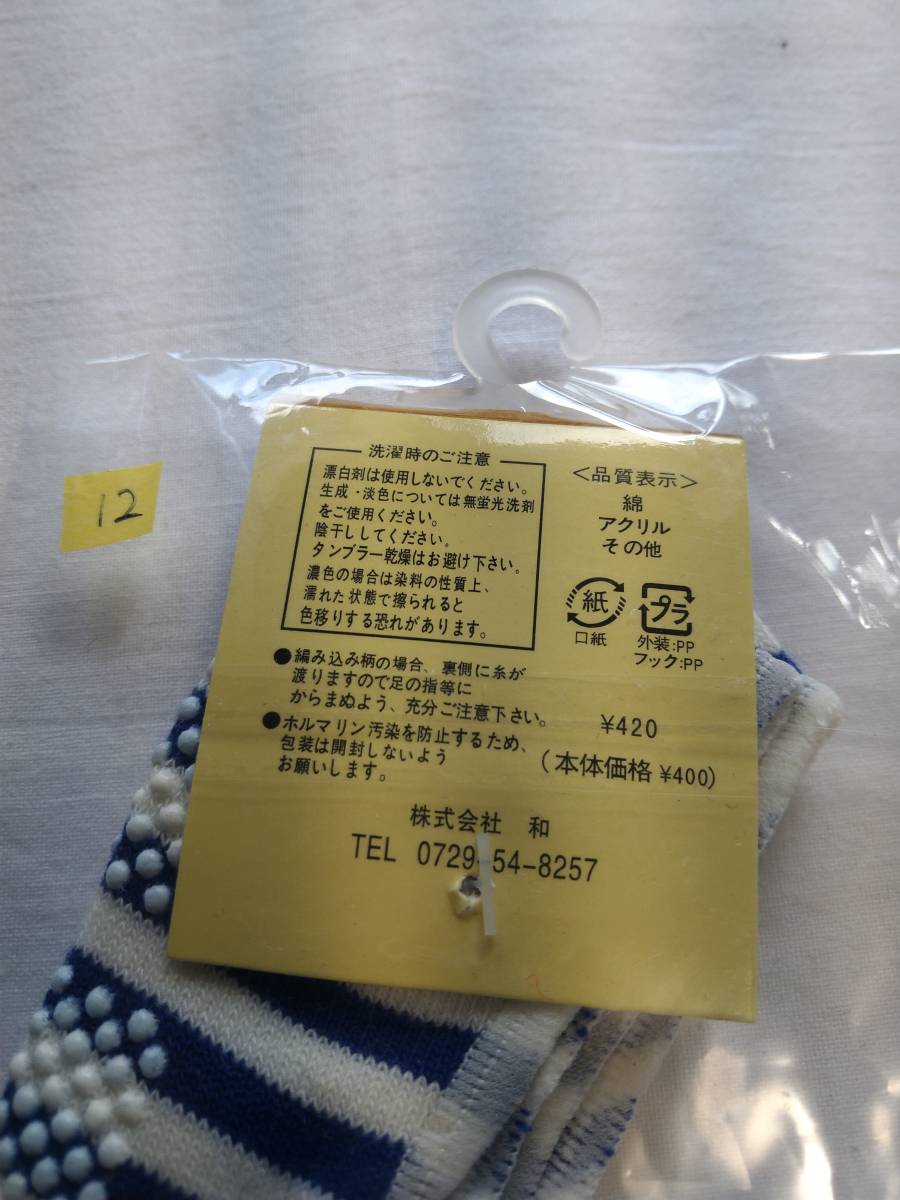 12
洗濯時のご注意
漂白剤は使用しないでください。
生成・淡色については無蛍光洗剤
をご使用ください。
陰干ししてください。
タンブラー乾燥はお避け下さい。
濃色の場合は染料の性質上、
濡れた状態で擦られると
色移りする恐れがあります。
●編み込み柄の場合、裏側に糸が
渡りますので足の指等に
からまぬよう、充分ご注意下さい。
●ホルマリン汚染を防止するため、
包装は開封しないよう
お願いします。
＜品質表示＞
綿
アクリル
その他
紙
口紙
プラ
外装:PP
フック:PP
¥420
(本体価格 ¥400)
株式会社 和
TEL 0729-54-8257